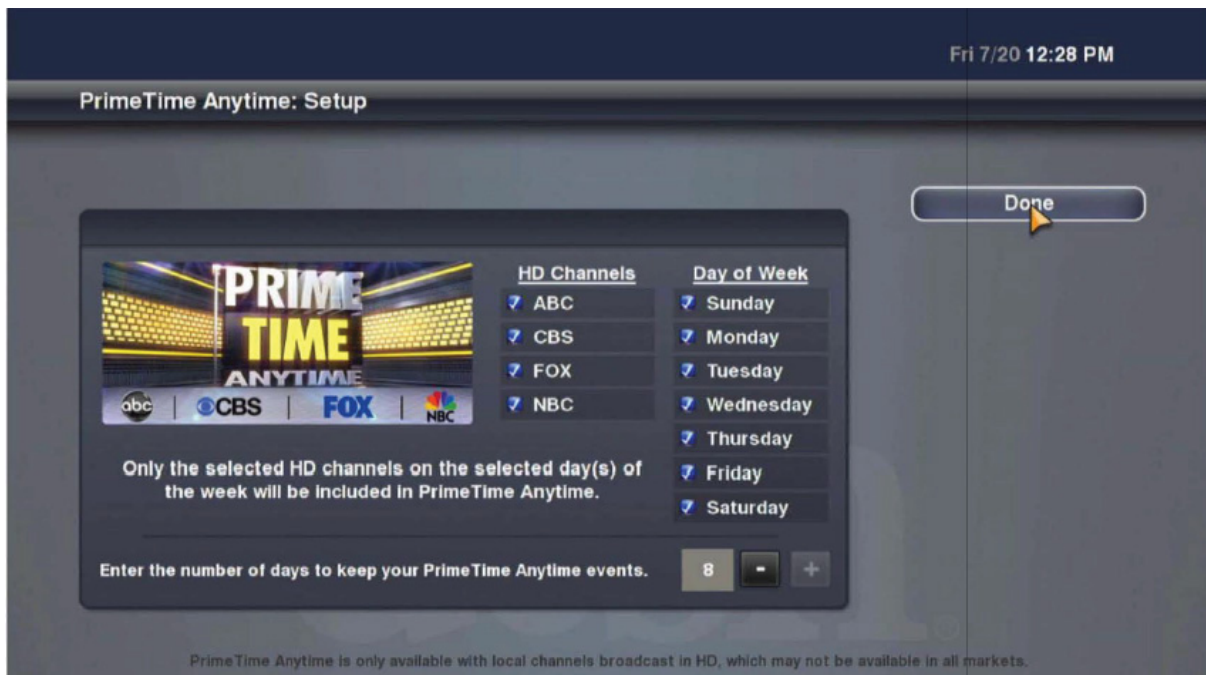 Fri 7/20 12:28 PM
PrimeTime Anytime: Setup
Done
PRIME
TIME
ANYTIME
abc | CBS | FOX | NBC
HD Channels
ABC
CBS
FOX
NBC
Day of Week
Sunday
Monday
Tuesday
Wednesday
Thursday
Friday
Saturday
Only the selected HD channels on the selected day(s) of
the week will be included in PrimeTime Anytime.
Enter the number of days to keep your PrimeTime Anytime events.
8 - +
dish
PrimeTime Anytime is only available with local channels broadcast in HD, which may not be available in all markets.